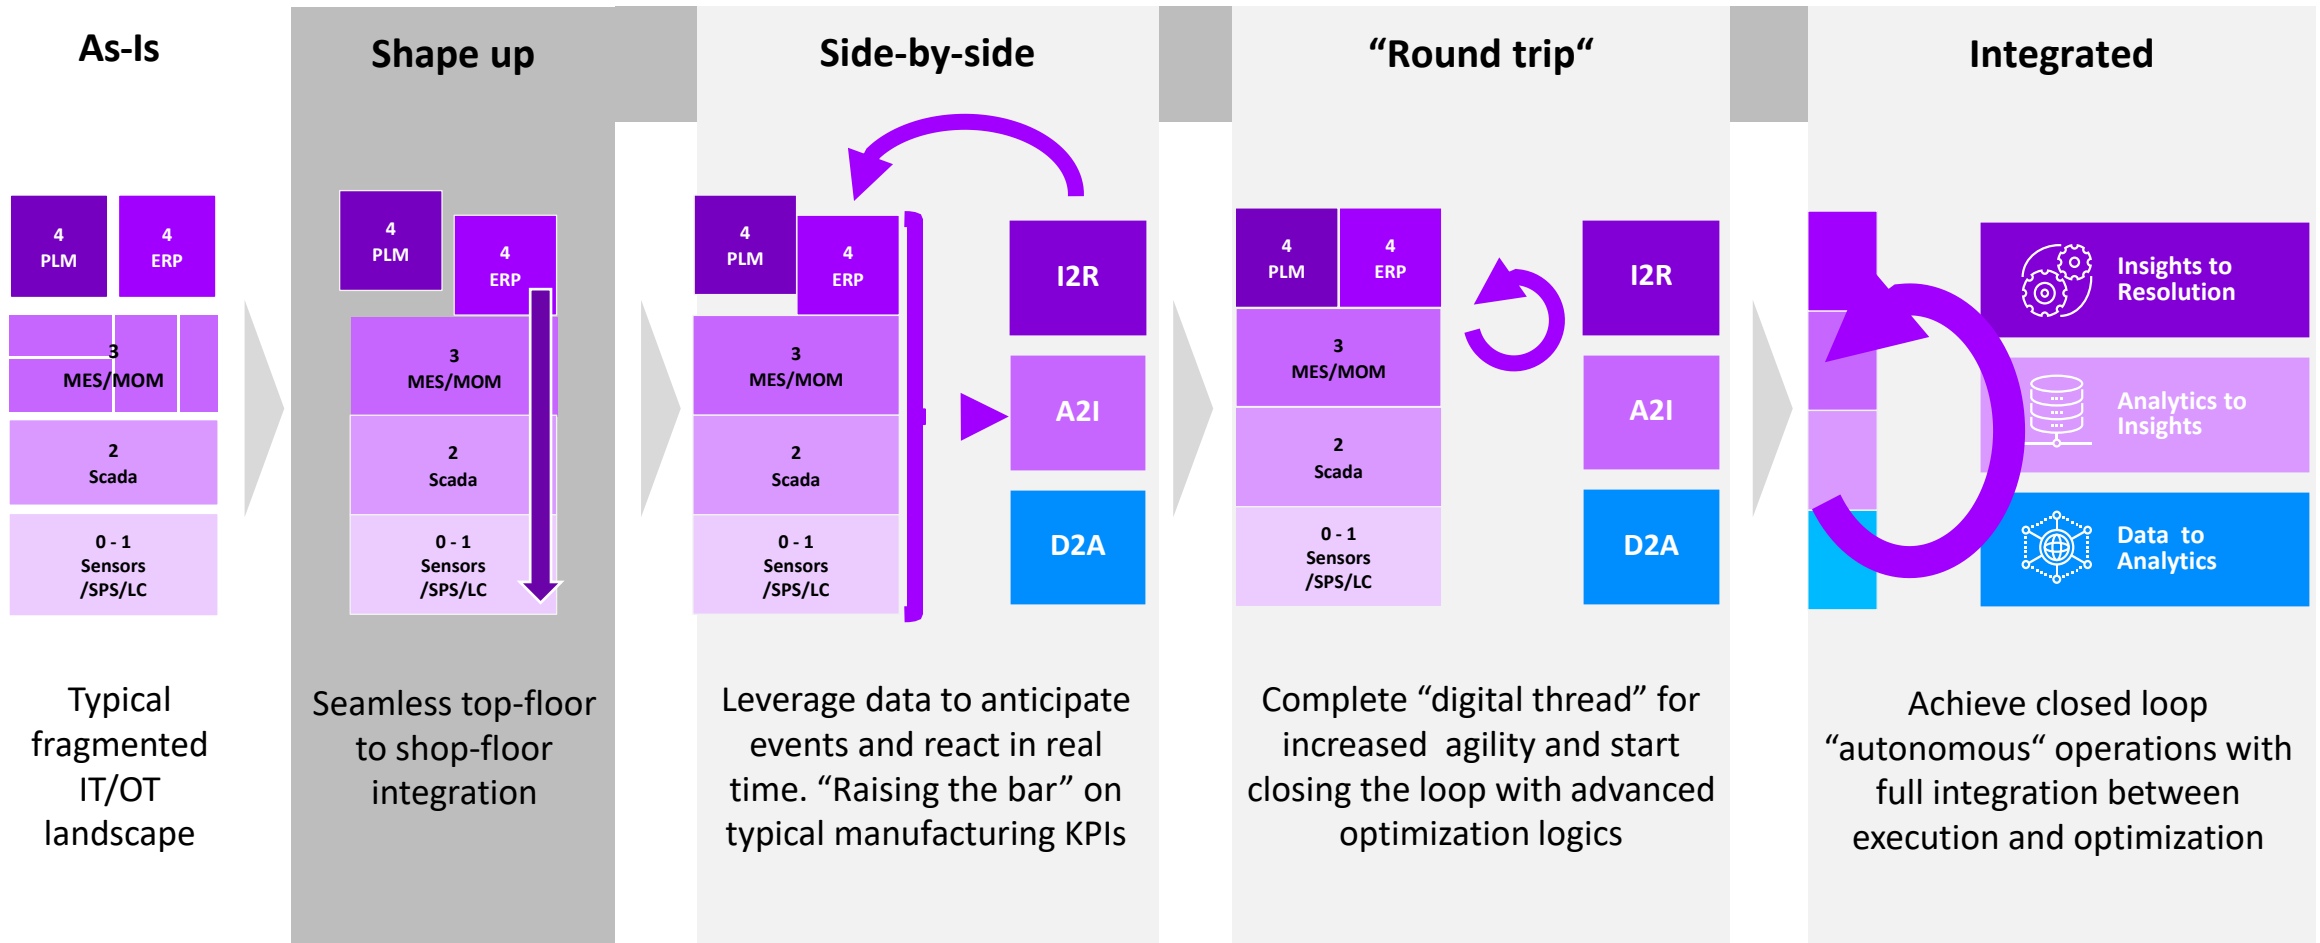 As-Is
4
PLM
4
ERP
3
MES/MOM
2
Scada
0 - 1
Sensors
/SPS/LC
Typical
fragmented
IT/OT
landscape
Shape up
4
PLM
4
ERP
3
MES/MOM
2
Scada
0 - 1
Sensors
/SPS/LC
Seamless top-floor
to shop-floor
integration
Side-by-side
4
PLM
4
ERP
3
MES/MOM
2
Scada
0 - 1
Sensors
/SPS/LC
I2R
A2I
D2A
Leverage data to anticipate
events and react in real
time. “Raising the bar” on
typical manufacturing KPIs
“Round trip“
4
PLM
4
ERP
3
MES/MOM
2
Scada
0 - 1
Sensors
/SPS/LC
I2R
A2I
D2A
Complete “digital thread” for
increased agility and start
closing the loop with advanced
optimization logics
Integrated
Insights to
Resolution
Analytics to
Insights
Data to
Analytics
Achieve closed loop
“autonomous“ operations with
full integration between
execution and optimization